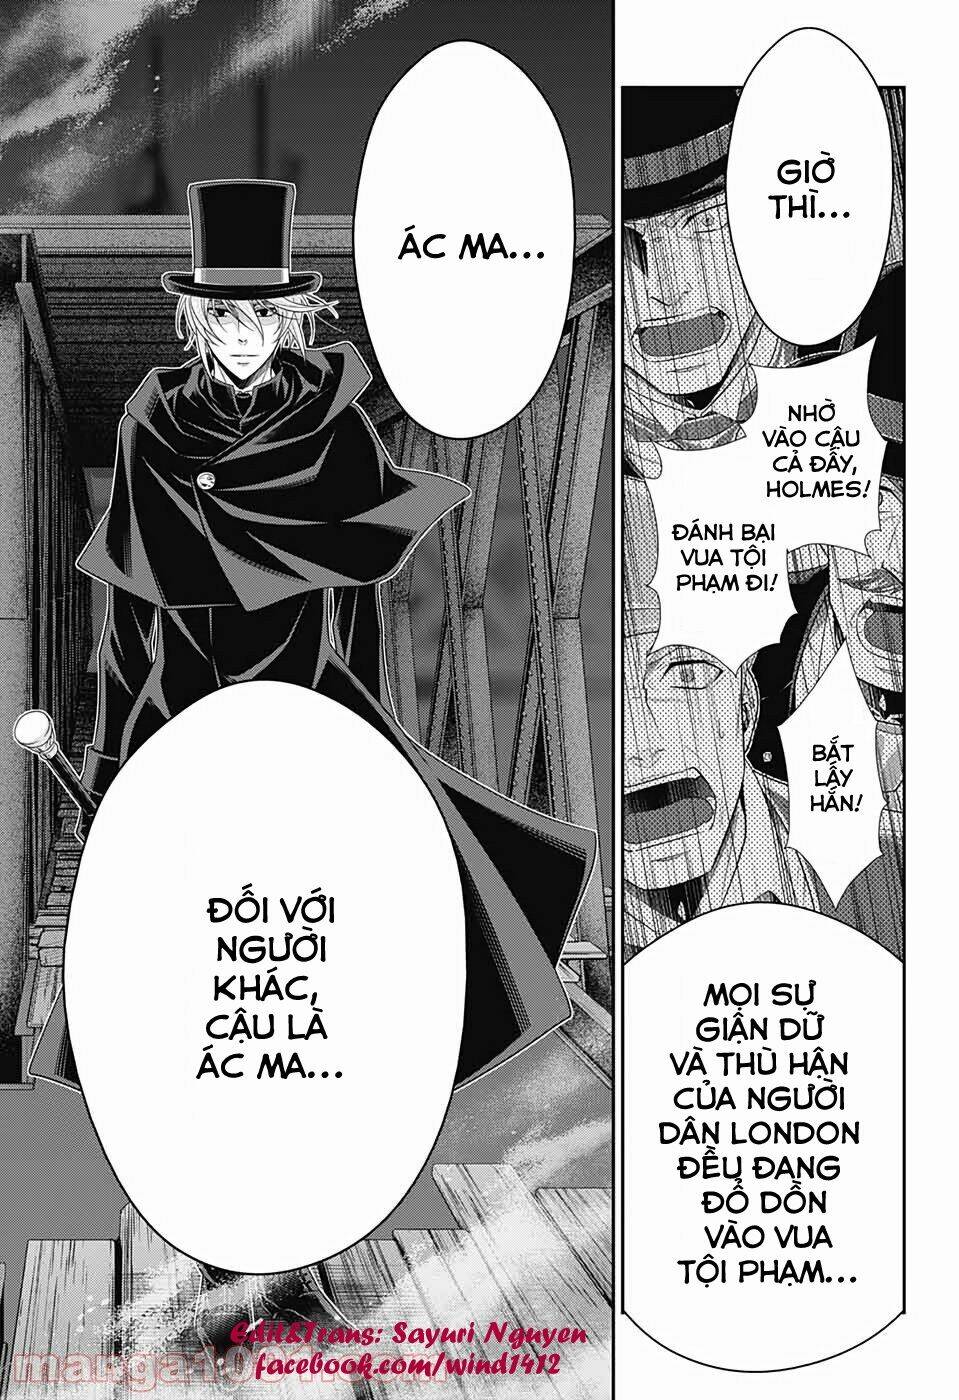 GIỜ
THÌ...
NHỜ
VÀO CẬU
CẢ ĐẤY,
HOLMES!
ĐÁNH BẠI
VUA TỘI
PHẠM ĐI!
BẮT
LẤY
HẮN!
MỌI SỰ
GIẬN DỮ
VÀ THÙ HẬN
CỦA NGƯỜI
DÂN LONDON
ĐỀU ĐANG
ĐỔ DỒN
VÀO VUA
TỘI PHẠM...
ÁC MA...
ĐỐI VỚI
NGƯỜI
KHÁC,
CẬU LÀ
ÁC MA...
Edit&Trans: Sayuri Nguyen
facebook.com/wind1412